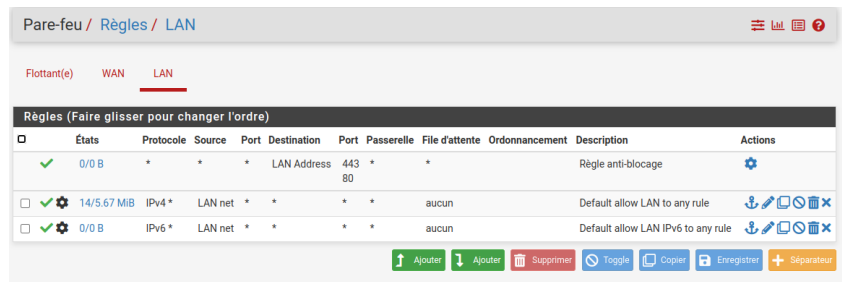 Pare-feu / Règles / LAN
Flottant(e) WAN LAN
Règles (Faire glisser pour changer l'ordre)
États Protocole Source Port Destination Port Passerelle File d'attente Ordonnancement Description Actions
0/0 B * * * LAN Address 443 * * Règle anti-blocage
80
14/5.67 MiB IPv4 * LAN net * * * * aucun Default allow LAN to any rule
0/0 B IPv6 * LAN net * * * * aucun Default allow LAN IPv6 to any rule
Ajouter Ajouter Supprimer Toggle Copier Enregistrer Séparateur